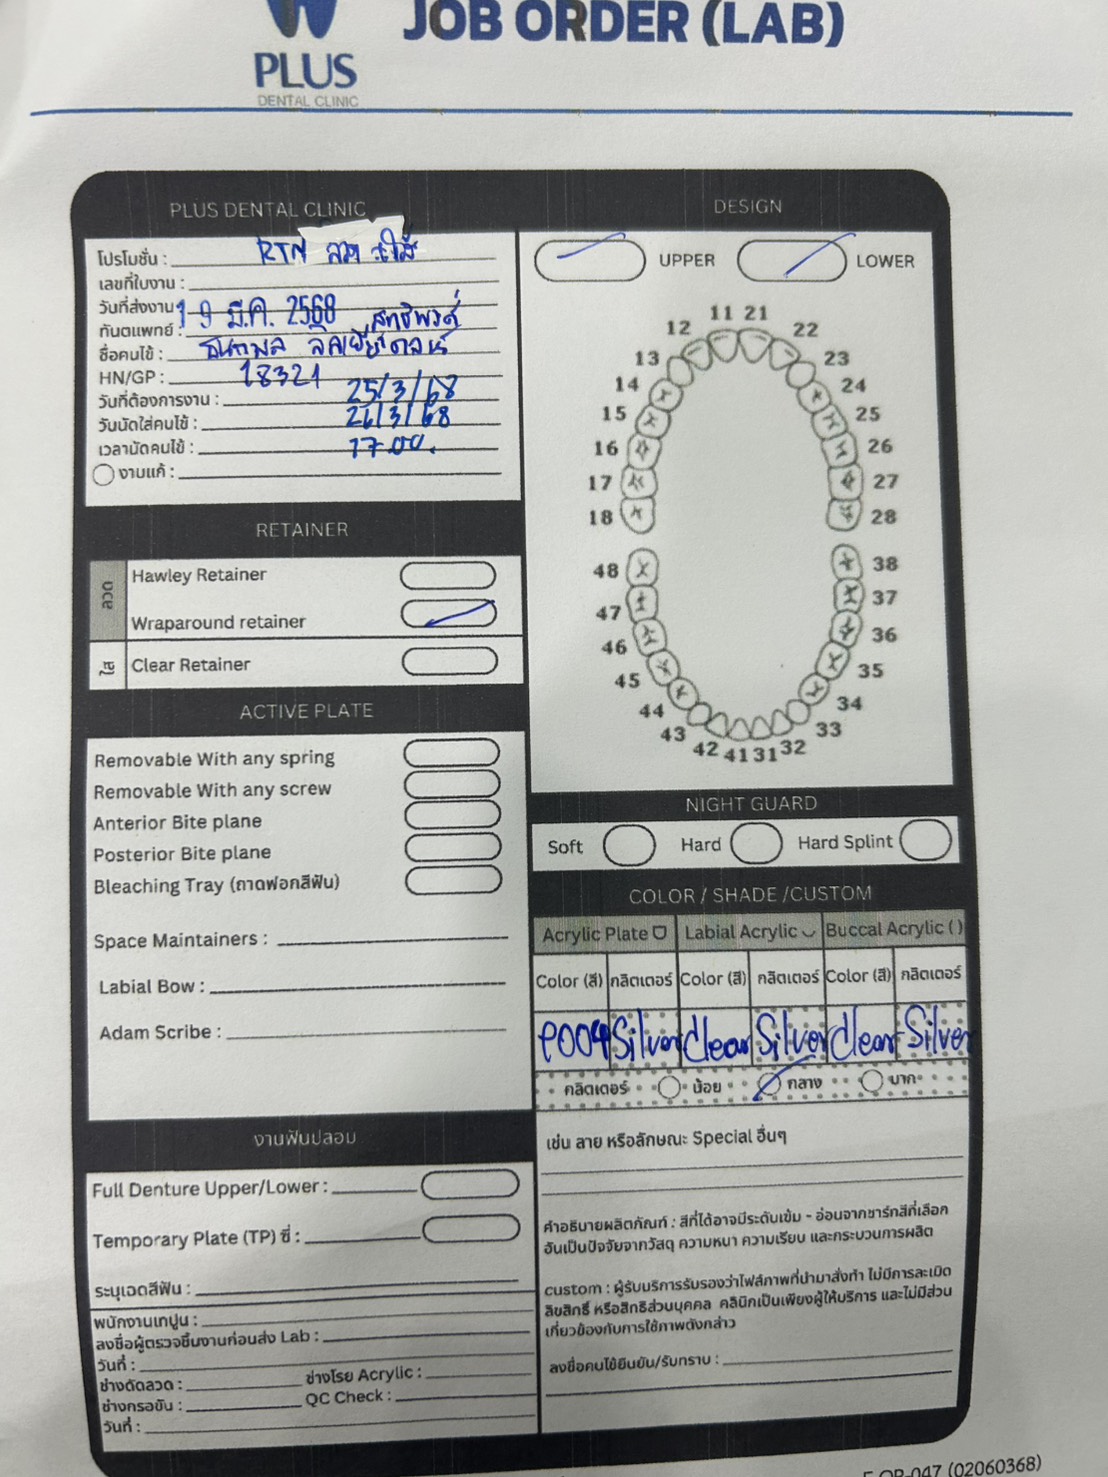 JOB ORDER (LAB)
PLUS
DENTAL CLINIC
PLUS DENTAL CLINIC
โปรโมชั่น : RTN ลวด
เลขที่ใบงาน :
วันที่ส่งงาน 19 มี.ค. 2568
ทันตแพทย์ :
ชื่อคนไข้ :
HN/GP : 18321
วันที่ต้องการงาน : 25/3/68
วันนัดใส่คนไข้ : 26/3/68
เวลานัดคนไข้ : 17.00.
งานแก้ :
RETAINER
ลวด
Hawley Retainer
Wraparound retainer
ใส
Clear Retainer
ACTIVE PLATE
Removable With any spring
Removable With any screw
Anterior Bite plane
Posterior Bite plane
Bleaching Tray (ถาดฟอกสีฟัน)
Space Maintainers :
Labial Bow :
Adam Scribe :
งานฟันปลอม
Full Denture Upper/Lower :
Temporary Plate (TP) ซี่ :
ระบุเฉดสีฟัน :
พนักงานเทปูน :
ลงชื่อผู้ตรวจชิ้นงานก่อนส่ง Lab :
วันที่ :
ช่างดัดลวด : ช่างโรย Acrylic :
ช่างกรอขัน : QC Check :
วันที่ :
DESIGN
UPPER LOWER
11 21
12 22
13 23
14 24
15 25
16 26
17 27
18 28
48 38
47 37
46 36
45 35
44 34
43 33
42 41 31 32
NIGHT GUARD
Soft Hard Hard Splint
COLOR / SHADE /CUSTOM
Acrylic Plate Labial Acrylic Buccal Acrylic ( )
Color (สี) กลิตเตอร์ Color (สี) กลิตเตอร์ Color (สี) กลิตเตอร์
P004 Silver Clear Silver Clear Silver
กลิตเตอร์ น้อย กลาง มาก
เช่น ลาย หรือลักษณะ Special อื่นๆ
คำอธิบายผลิตภัณฑ์ : สีที่ได้อาจมีระดับเข้ม - อ่อนจากชาร์ทสีที่เลือก
อันเป็นปัจจัยจากวัสดุ ความหนา ความเรียบ และกระบวนการผลิต
custom : ผู้รับบริการรับรองว่าไฟล์ภาพที่นำมาสั่งทำ ไม่มีการละเมิด
ลิขสิทธิ์ หรือสิทธิส่วนบุคคล คลินิกเป็นเพียงผู้ให้บริการ และไม่มีส่วน
เกี่ยวข้องกับการใช้ภาพดังกล่าว
ลงชื่อคนไข้ยืนยัน/รับทราบ :
(02060368)